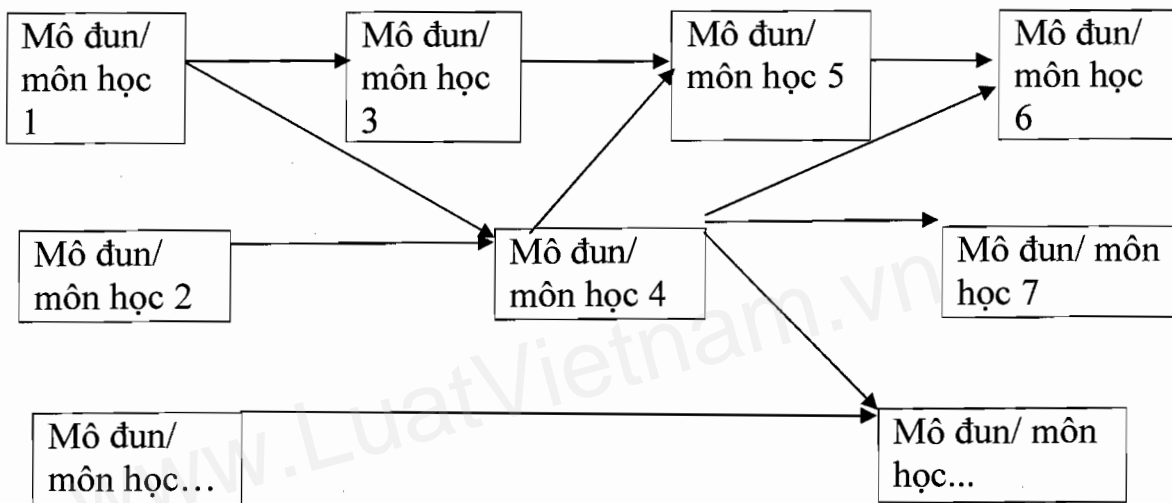 Mô đun/
môn học
1
Mô đun/
môn học
3
Mô đun/
môn học 5
Mô đun/
môn học
6
Mô đun/
môn học 2
Mô đun/
môn học 4
Mô đun/ môn
học 7
Mô đun/
môn học...
Mô đun/ môn
học...
www.LuatVietnam.vn